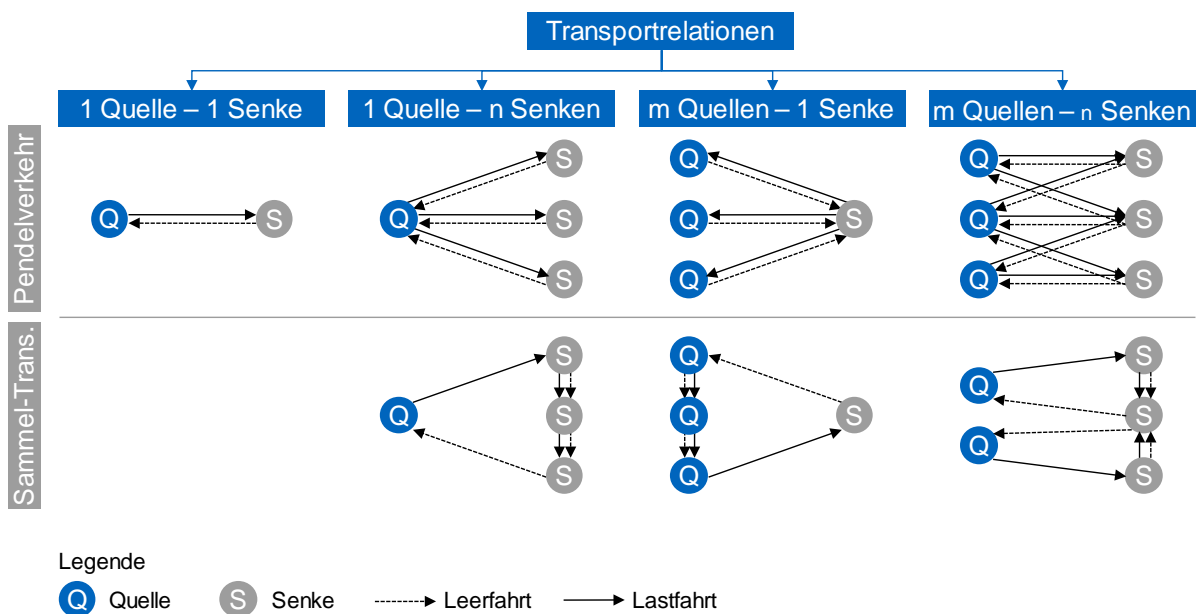 Transportrelationen
1 Quelle – 1 Senke
1 Quelle – n Senken
m Quellen – 1 Senke
m Quellen – n Senken
Pendelverkehr
S
Q
S
Q
S
Q
S
Q
S
Q
S
Q
S
S
Q
Q
S
Sammel-Trans.
S
Q
S
Q
Q
S
Q
S
Q
S
S
Q
S
Legende
Q Quelle S Senke Leerfahrt Lastfahrt